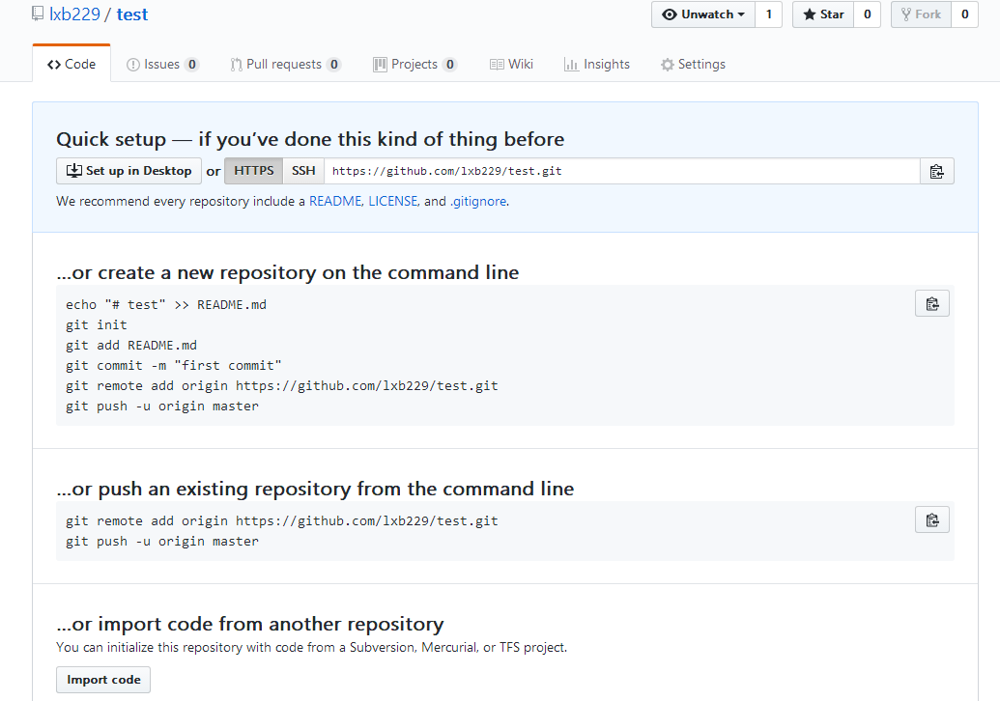 lxb229 / test
Unwatch 1 Star 0 Fork 0
Code Issues 0 Pull requests 0 Projects 0 Wiki Insights Settings
Quick setup — if you’ve done this kind of thing before
Set up in Desktop or HTTPS SSH https://github.com/lxb229/test.git
We recommend every repository include a README, LICENSE, and .gitignore.
...or create a new repository on the command line
echo "# test" >> README.md
git init
git add README.md
git commit -m "first commit"
git remote add origin https://github.com/lxb229/test.git
git push -u origin master
...or push an existing repository from the command line
git remote add origin https://github.com/lxb229/test.git
git push -u origin master
...or import code from another repository
You can initialize this repository with code from a Subversion, Mercurial, or TFS project.
Import code